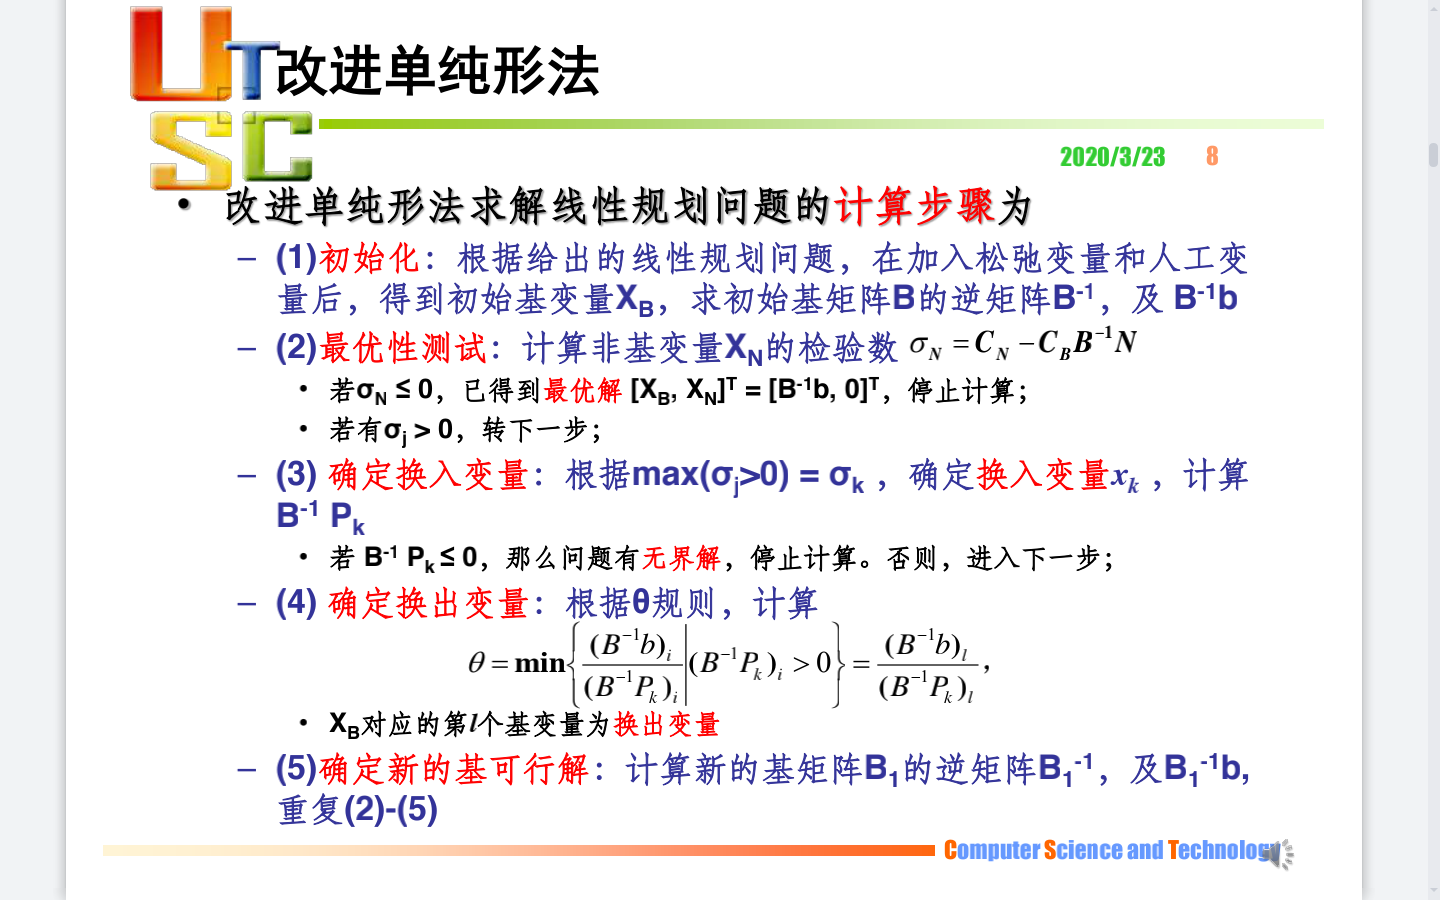 UTSC
改进单纯形法
2020/3/23 8
• 改进单纯形法求解线性规划问题的计算步骤为
– (1)初始化：根据给出的线性规划问题，在加入松弛变量和人工变
量后，得到初始基变量X_B，求初始基矩阵B的逆矩阵B⁻¹，及 B⁻¹b
– (2)最优性测试：计算非基变量X_N的检验数 σ_N = C_N − C_B B⁻¹N
• 若σ_N ≤ 0，已得到最优解 [X_B, X_N]ᵀ = [B⁻¹b, 0]ᵀ，停止计算；
• 若有σ_j > 0，转下一步；
– (3) 确定换入变量：根据max(σ_j>0) = σ_k ，确定换入变量x_k ，计算
B⁻¹ P_k
• 若 B⁻¹ P_k ≤ 0，那么问题有无界解，停止计算。否则，进入下一步；
– (4) 确定换出变量：根据θ规则，计算
θ = min{ (B⁻¹b)_i / (B⁻¹P_k)_i | (B⁻¹P_k)_i > 0 } = (B⁻¹b)_l / (B⁻¹P_k)_l ，
• X_B对应的第l个基变量为换出变量
– (5)确定新的基可行解：计算新的基矩阵B₁的逆矩阵B₁⁻¹，及B₁⁻¹b,
重复(2)-(5)
Computer Science and Technology